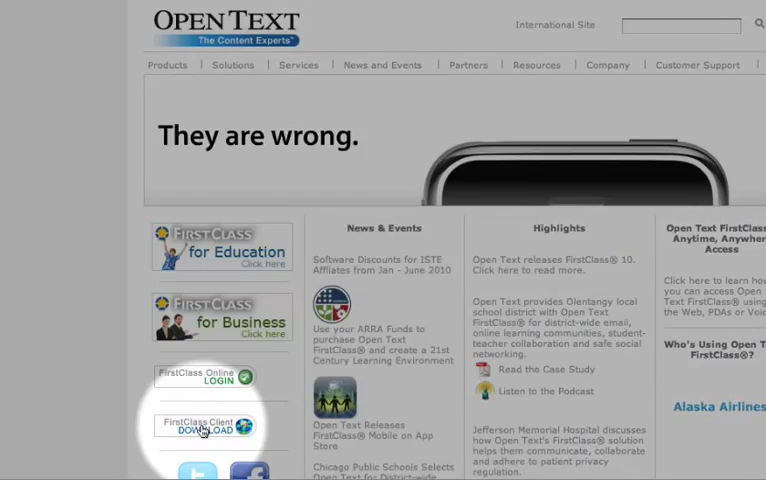 OPEN TEXT
The Content Experts™
International Site
Products | Solutions | Services | News and Events | Partners | Resources | Company | Customer Support |
They are wrong.
FIRSTCLASS
for Education
Click here
FIRSTCLASS
for Business
Click here
FirstClass Online
LOGIN
FirstClass Client
DOWNLOAD
News & Events
Software Discounts for ISTE
Affliates from Jan - June 2010
Use your ARRA Funds to
purchase Open Text
FirstClass® and create a 21st
Century Learning Environment
Open Text Releases
FirstClass® Mobile on App
Store
Chicago Public Schools Selects
Open Text for District-wide
Highlights
Open Text releases FirstClass® 10.
Click here to read more.
Open Text provides Olentangy local
school district with Open Text
FirstClass for district-wide email,
online learning communities, student-
teacher collaboration and safe social
networking.
Read the Case Study
Listen to the Podcast
Jefferson Memorial Hospital discusses
how Open Text's FirstClass® solution
helps them communicate, collaborate
and adhere to patient privacy
regulation.
Open Text FirstClass
Anytime, Anywher
Access
Click here to learn how
you can access Open
Text FirstClass® using
the Web, PDAs or Voic
Who's Using Open T
FirstClass®?
Alaska Airlines